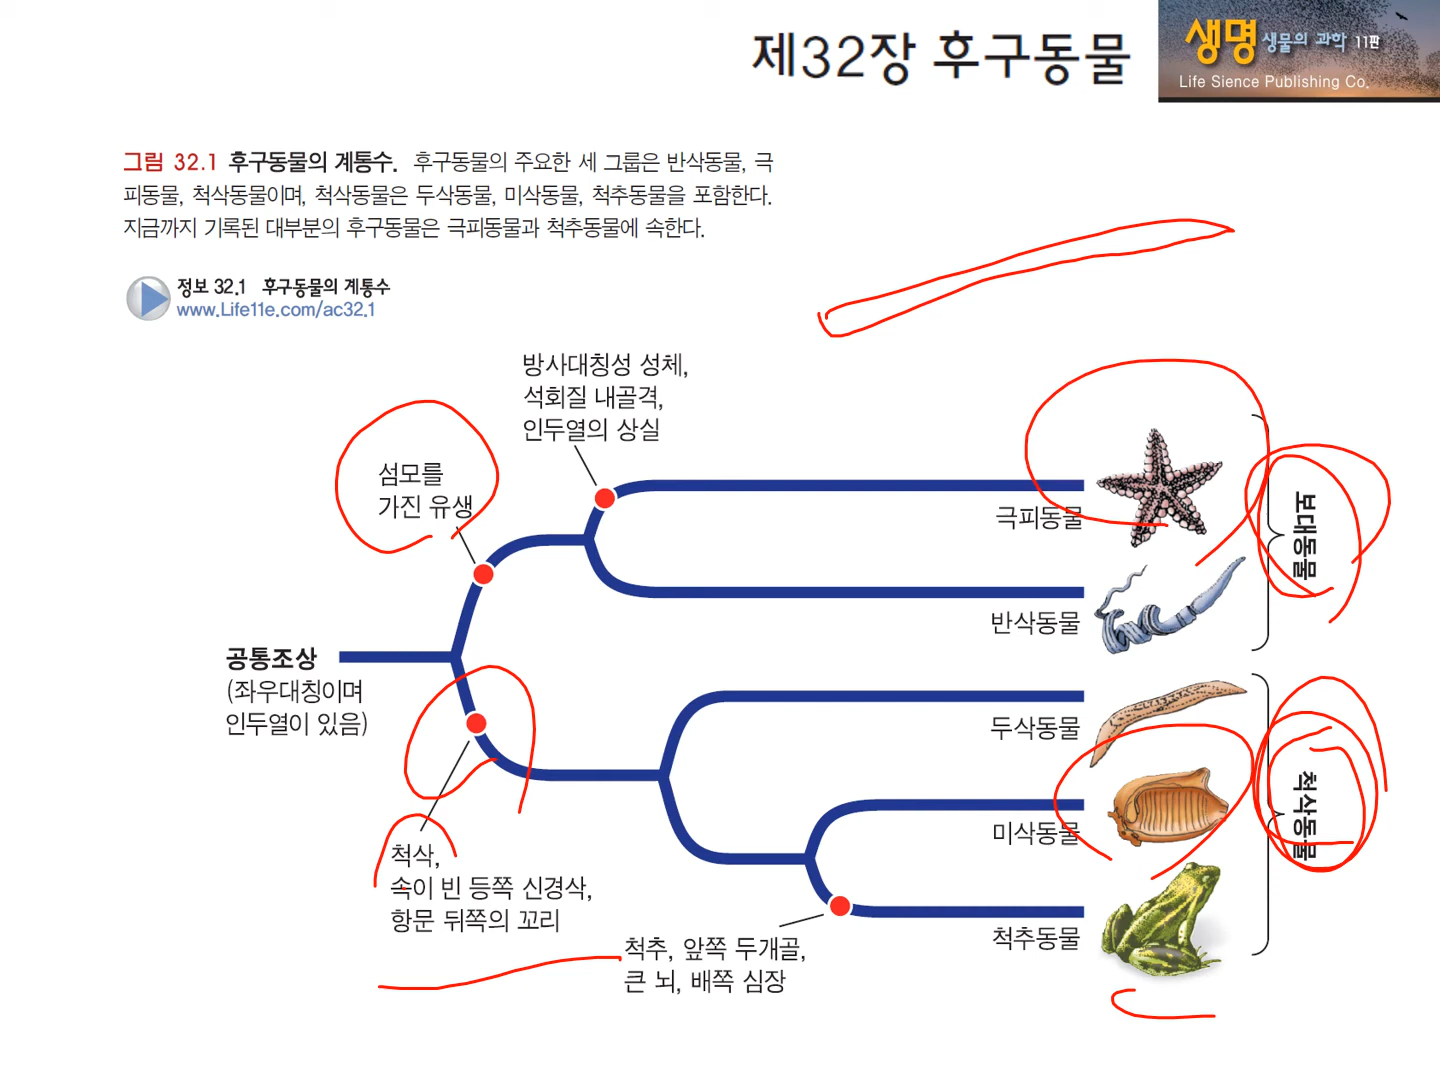 제32장 후구동물
생명 생물의 과학 11판
Life Sience Publishing Co.
그림 32.1 후구동물의 계통수. 후구동물의 주요한 세 그룹은 반삭동물, 극
피동물, 척삭동물이며, 척삭동물은 두삭동물, 미삭동물, 척추동물을 포함한다.
지금까지 기록된 대부분의 후구동물은 극피동물과 척추동물에 속한다.
정보 32.1 후구동물의 계통수
www.Life11e.com/ac32.1
방사대칭성 성체,
석회질 내골격,
인두열의 상실
섬모를
가진 유생
극피동물
보대동물
반삭동물
공통조상
(좌우대칭이며
인두열이 있음)
두삭동물
척삭동물
미삭동물
척삭,
속이 빈 등쪽 신경삭,
항문 뒤쪽의 꼬리
척추동물
척추, 앞쪽 두개골,
큰 뇌, 배쪽 심장